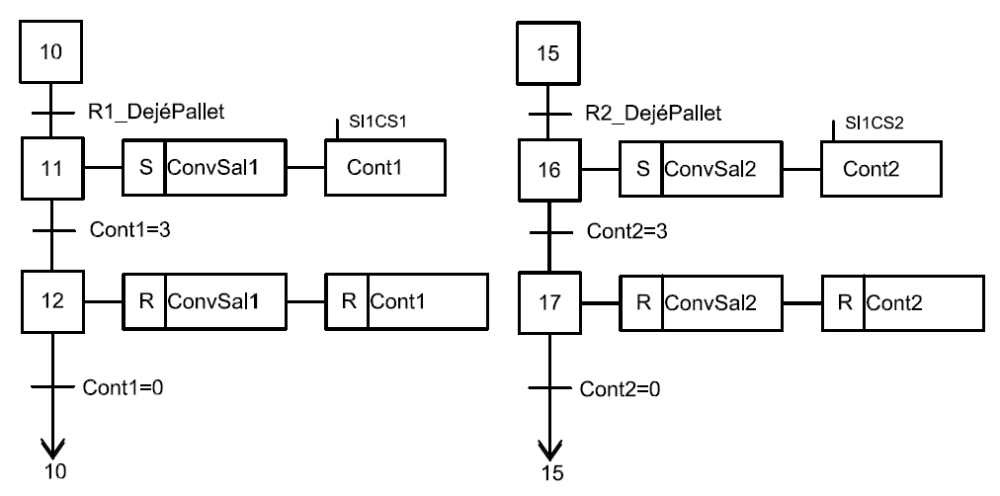 10
R1_DejéPallet
SI1CS1
11
S ConvSal1
Cont1
Cont1=3
12
R ConvSal1
R Cont1
Cont1=0
10
15
R2_DejéPallet
SI1CS2
16
S ConvSal2
Cont2
Cont2=3
17
R ConvSal2
R Cont2
Cont2=0
15